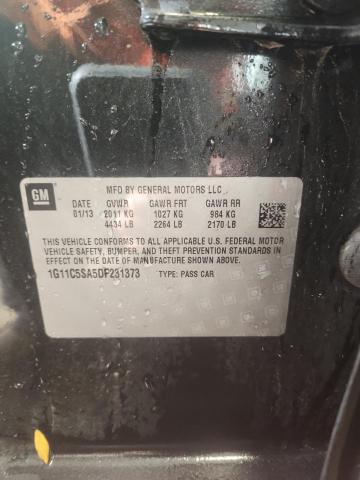 GM
MFD BY GENERAL MOTORS LLC
DATE GVWR GAWR FRT GAWR RR
01/13 2011 KG 1027 KG 984 KG
4434 LB 2264 LB 2170 LB
THIS VEHICLE CONFORMS TO ALL APPLICABLE U.S. FEDERAL MOTOR
VEHICLE SAFETY, BUMPER, AND THEFT PREVENTION STANDARDS IN
EFFECT ON THE DATE OF MANUFACTURE SHOWN ABOVE.
1G11C5SA5DF231373 TYPE: PASS CAR